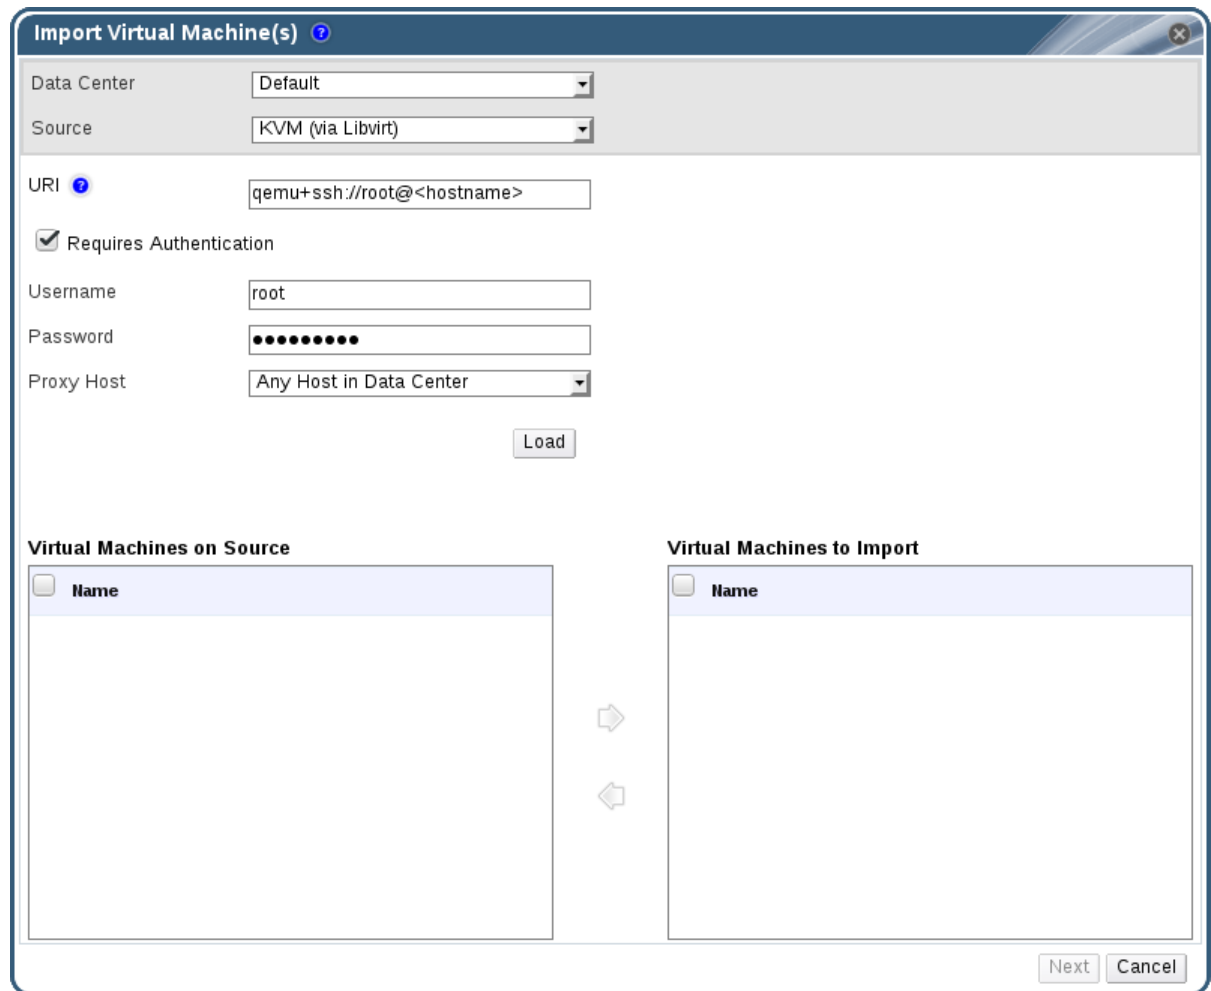 Import Virtual Machine(s) ?
Data Center Default
Source KVM (via Libvirt)
URI ? qemu+ssh://root@<hostname>
Requires Authentication
Username root
Password ●●●●●●●●●
Proxy Host Any Host in Data Center
Load
Virtual Machines on Source Virtual Machines to Import
Name Name
Next Cancel